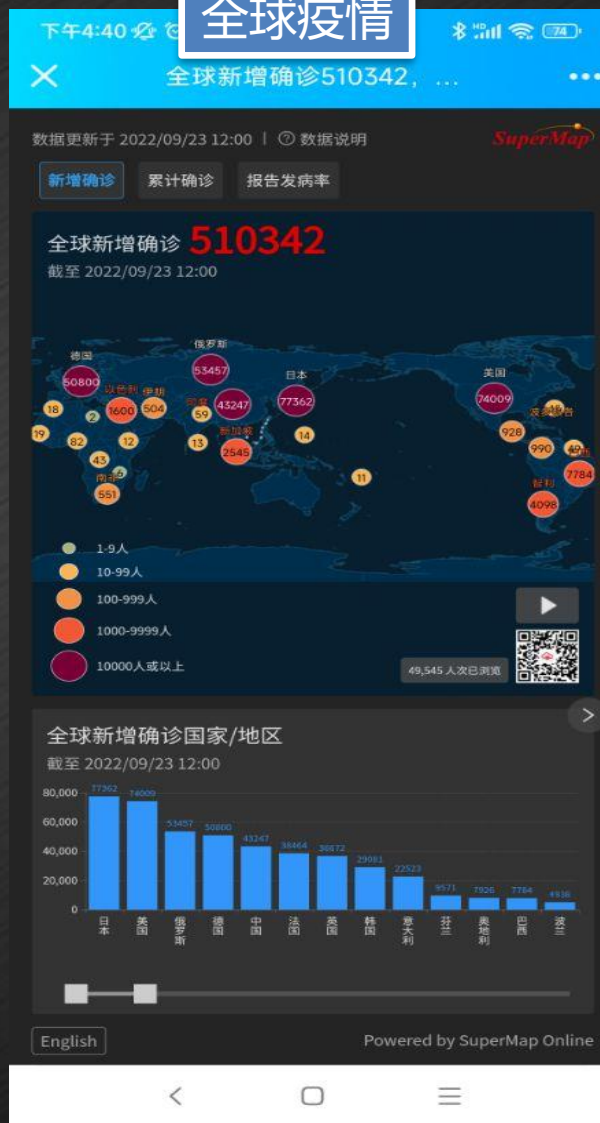 全球疫情
下午4:40
74
全球新增确诊510342, ...
数据更新于 2022/09/23 12:00 | ? 数据说明
SuperMap
新增确诊 累计确诊 报告发病率
全球新增确诊 510342
截至 2022/09/23 12:00
俄罗斯
德国
53457
日本
美国
50800
以色列 伊朗
74009
77362
18
2
1600
504
59
43247
新加坡
928
19
82
12
13
2545
14
990
43
6
7784
南非
551
11
智利
4098
1-9人
10-99人
100-999人
1000-9999人
10000人或以上
49,545 人次已浏览
全球新增确诊国家/地区
截至 2022/09/23 12:00
80,000
60,000
40,000
20,000
0
77362 74009 53457 50800 43247 38464 36872 29081 22523 9571 7926 7784 4936
日本 美国 俄罗斯 德国 中国 法国 英国 韩国 意大利 芬兰 奥地利 巴西 波兰
English
Powered by SuperMap Online